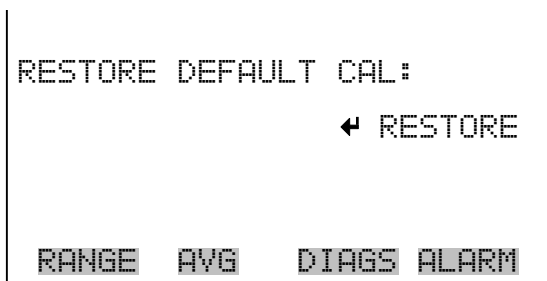 RESTORE DEFAULT CAL:
↵ RESTORE
RANGE AVG DIAGS ALARM